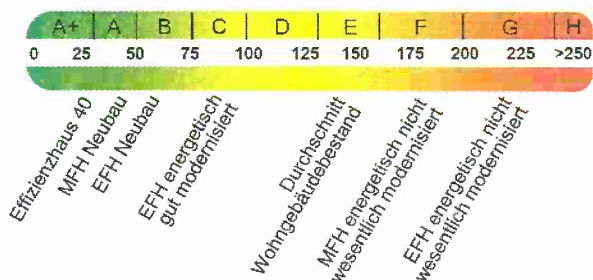 A+ A B C D E F G H
0 25 50 75 100 125 150 175 200 225 >250
Effizienzhaus 40
MFH Neubau
EFH Neubau
EFH energetisch
gut modernisiert
Durchschnitt
Wohngebäudebestand
MFH energetisch nicht
wesentlich modernisiert
EFH energetisch nicht
wesentlich modernisiert